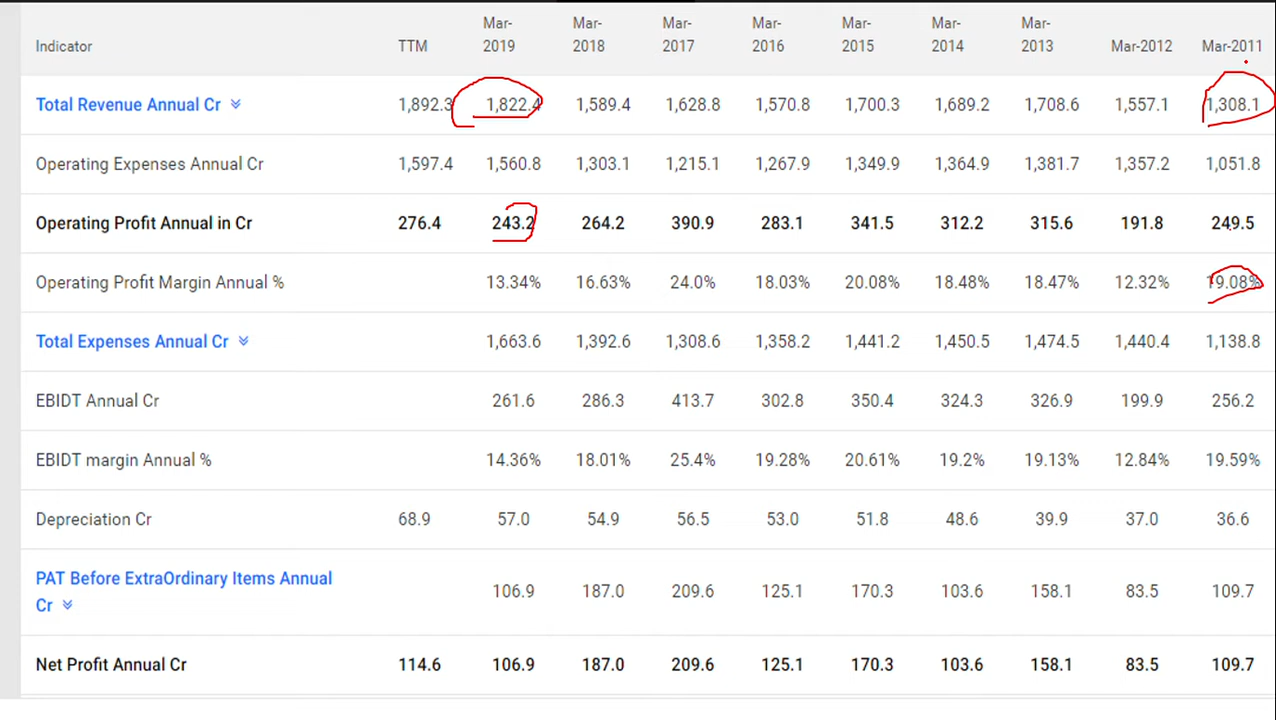 Mar- Mar- Mar- Mar- Mar- Mar- Mar-
Indicator TTM 2019 2018 2017 2016 2015 2014 2013 Mar-2012 Mar-2011
Total Revenue Annual Cr 1,892.3 1,822.4 1,589.4 1,628.8 1,570.8 1,700.3 1,689.2 1,708.6 1,557.1 1,308.1
Operating Expenses Annual Cr 1,597.4 1,560.8 1,303.1 1,215.1 1,267.9 1,349.9 1,364.9 1,381.7 1,357.2 1,051.8
Operating Profit Annual in Cr 276.4 243.2 264.2 390.9 283.1 341.5 312.2 315.6 191.8 249.5
Operating Profit Margin Annual % 13.34% 16.63% 24.0% 18.03% 20.08% 18.48% 18.47% 12.32% 19.08%
Total Expenses Annual Cr 1,663.6 1,392.6 1,308.6 1,358.2 1,441.2 1,450.5 1,474.5 1,440.4 1,138.8
EBIDT Annual Cr 261.6 286.3 413.7 302.8 350.4 324.3 326.9 199.9 256.2
EBIDT margin Annual % 14.36% 18.01% 25.4% 19.28% 20.61% 19.2% 19.13% 12.84% 19.59%
Depreciation Cr 68.9 57.0 54.9 56.5 53.0 51.8 48.6 39.9 37.0 36.6
PAT Before ExtraOrdinary Items Annual
Cr 106.9 187.0 209.6 125.1 170.3 103.6 158.1 83.5 109.7
Net Profit Annual Cr 114.6 106.9 187.0 209.6 125.1 170.3 103.6 158.1 83.5 109.7